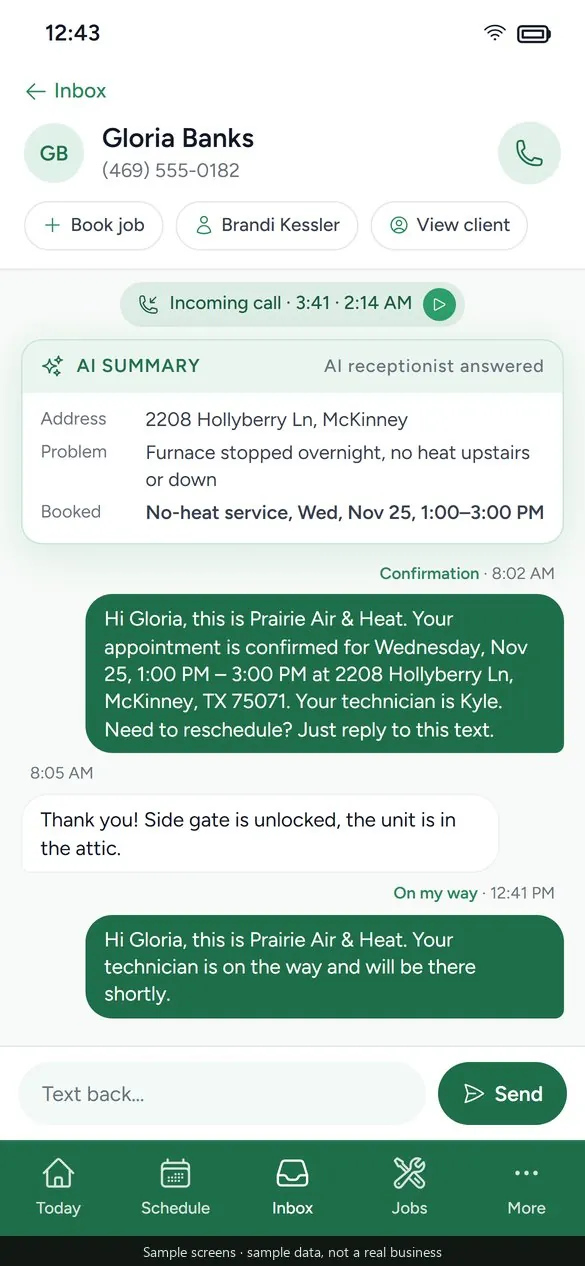 12:43
Inbox
GB
Gloria Banks
(469) 555-0182
Book job
Brandi Kessler
View client
Incoming call · 3:41 · 2:14 AM
AI SUMMARY
AI receptionist answered
Address
2208 Hollyberry Ln, McKinney
Problem
Furnace stopped overnight, no heat upstairs
or down
Booked
No-heat service, Wed, Nov 25, 1:00–3:00 PM
Confirmation · 8:02 AM
Hi Gloria, this is Prairie Air & Heat. Your
appointment is confirmed for Wednesday, Nov
25, 1:00 PM – 3:00 PM at 2208 Hollyberry Ln,
McKinney, TX 75071. Your technician is Kyle.
Need to reschedule? Just reply to this text.
8:05 AM
Thank you! Side gate is unlocked, the unit is in
the attic.
On my way · 12:41 PM
Hi Gloria, this is Prairie Air & Heat. Your
technician is on the way and will be there
shortly.
Text back...
Send
Today
Schedule
Inbox
Jobs
More
Sample screens · sample data, not a real business